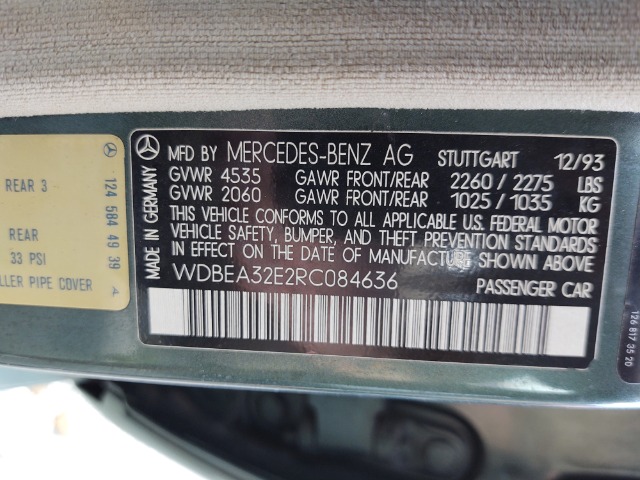 REAR 3
REAR
33 PSI
LLER PIPE COVER
124 584 49 39 4
MADE IN GERMANY
MFD BY MERCEDES-BENZ AG STUTTGART 12/93
GVWR 4535 GAWR FRONT/REAR 2260 / 2275 LBS
GVWR 2060 GAWR FRONT/REAR 1025 / 1035 KG
THIS VEHICLE CONFORMS TO ALL APPLICABLE U.S. FEDERAL MOTOR
VEHICLE SAFETY, BUMPER, AND THEFT PREVENTION STANDARDS
IN EFFECT ON THE DATE OF MANUFACTURE SHOWN ABOVE
WDBEA32E2RC084636 PASSENGER CAR
126 817 35 20